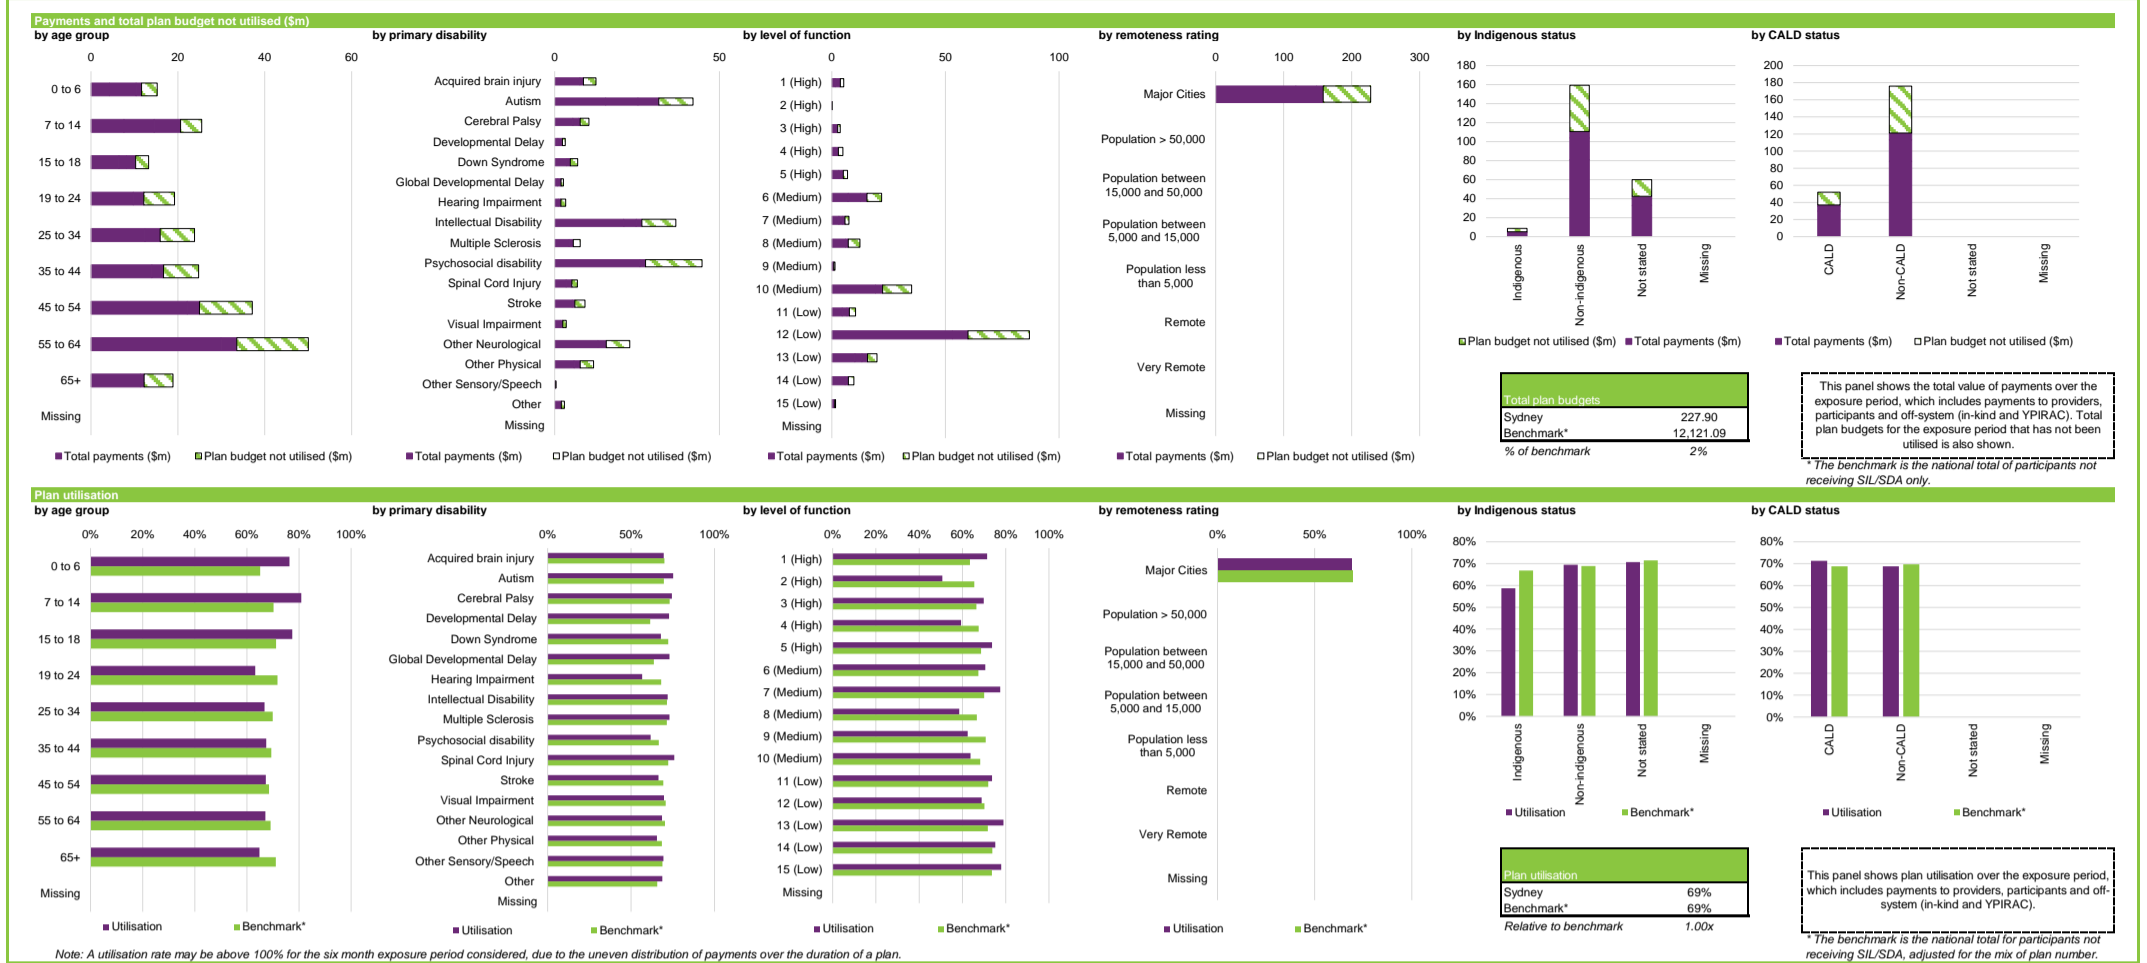 Payments and total plan budget not utilised ($m)
by age group
0 20 40 60
0 to 6
7 to 14
15 to 18
19 to 24
25 to 34
35 to 44
45 to 54
55 to 64
65+
Missing
Total payments ($m) Plan budget not utilised ($m)
by primary disability
0 50
Acquired brain injury
Autism
Cerebral Palsy
Developmental Delay
Down Syndrome
Global Developmental Delay
Hearing Impairment
Intellectual Disability
Multiple Sclerosis
Psychosocial disability
Spinal Cord Injury
Stroke
Visual Impairment
Other Neurological
Other Physical
Other Sensory/Speech
Other
Missing
Total payments ($m) Plan budget not utilised ($m)
by level of function
0 50 100
1 (High)
2 (High)
3 (High)
4 (High)
5 (High)
6 (Medium)
7 (Medium)
8 (Medium)
9 (Medium)
10 (Medium)
11 (Low)
12 (Low)
13 (Low)
14 (Low)
15 (Low)
Missing
Total payments ($m) Plan budget not utilised ($m)
by remoteness rating
0 100 200 300
Major Cities
Population > 50,000
Population between
15,000 and 50,000
Population between
5,000 and 15,000
Population less
than 5,000
Remote
Very Remote
Missing
Total payments ($m) Plan budget not utilised ($m)
by Indigenous status
180
160
140
120
100
80
60
40
20
0
Indigenous
Non-indigenous
Not stated
Missing
Plan budget not utilised ($m) Total payments ($m)
Total plan budgets
Sydney 227.90
Benchmark* 12,121.09
% of benchmark 2%
by CALD status
200
180
160
140
120
100
80
60
40
20
0
CALD
Non-CALD
Not stated
Missing
Total payments ($m) Plan budget not utilised ($m)
This panel shows the total value of payments over the
exposure period, which includes payments to providers,
participants and off-system (in-kind and YPIRAC). Total
plan budgets for the exposure period that has not been
utilised is also shown.
* The benchmark is the national total of participants not
receiving SIL/SDA only.
Plan utilisation
by age group
0% 20% 40% 60% 80% 100%
0 to 6
7 to 14
15 to 18
19 to 24
25 to 34
35 to 44
45 to 54
55 to 64
65+
Missing
Utilisation Benchmark*
by primary disability
0% 50% 100%
Acquired brain injury
Autism
Cerebral Palsy
Developmental Delay
Down Syndrome
Global Developmental Delay
Hearing Impairment
Intellectual Disability
Multiple Sclerosis
Psychosocial disability
Spinal Cord Injury
Stroke
Visual Impairment
Other Neurological
Other Physical
Other Sensory/Speech
Other
Missing
Utilisation Benchmark*
by level of function
0% 20% 40% 60% 80% 100%
1 (High)
2 (High)
3 (High)
4 (High)
5 (High)
6 (Medium)
7 (Medium)
8 (Medium)
9 (Medium)
10 (Medium)
11 (Low)
12 (Low)
13 (Low)
14 (Low)
15 (Low)
Missing
Utilisation Benchmark*
by remoteness rating
0% 50% 100%
Major Cities
Population > 50,000
Population between
15,000 and 50,000
Population between
5,000 and 15,000
Population less
than 5,000
Remote
Very Remote
Missing
Utilisation Benchmark*
by Indigenous status
80%
70%
60%
50%
40%
30%
20%
10%
0%
Indigenous
Non-indigenous
Not stated
Missing
Utilisation Benchmark*
Plan utilisation
Sydney 69%
Benchmark* 69%
Relative to benchmark 1.00x
by CALD status
80%
70%
60%
50%
40%
30%
20%
10%
0%
CALD
Non-CALD
Not stated
Missing
Utilisation Benchmark*
This panel shows plan utilisation over the exposure period,
which includes payments to providers, participants and off-
system (in-kind and YPIRAC).
* The benchmark is the national total for participants not
receiving SIL/SDA, adjusted for the mix of plan number.
Note: A utilisation rate may be above 100% for the six month exposure period considered, due to the uneven distribution of payments over the duration of a plan.